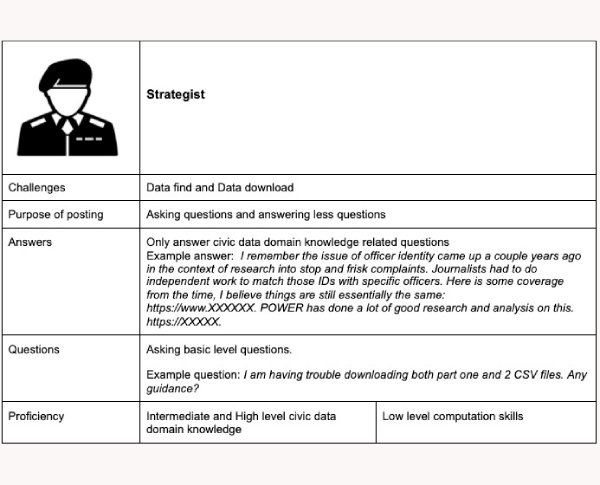 Strategist
Challenges
Data find and Data download
Purpose of posting
Asking questions and answering less questions
Answers
Only answer civic data domain knowledge related questions
Example answer: I remember the issue of officer identity came up a couple years ago
in the context of research into stop and frisk complaints. Journalists had to do
independent work to match those IDs with specific officers. Here is some coverage
from the time, I believe things are still essentially the same:
https://www.XXXXXX. POWER has done a lot of good research and analysis on this.
https://XXXXX.
Questions
Asking basic level questions.
Example question: I am having trouble downloading both part one and 2 CSV files. Any
guidance?
Proficiency
Intermediate and High level civic data
domain knowledge
Low level computation skills